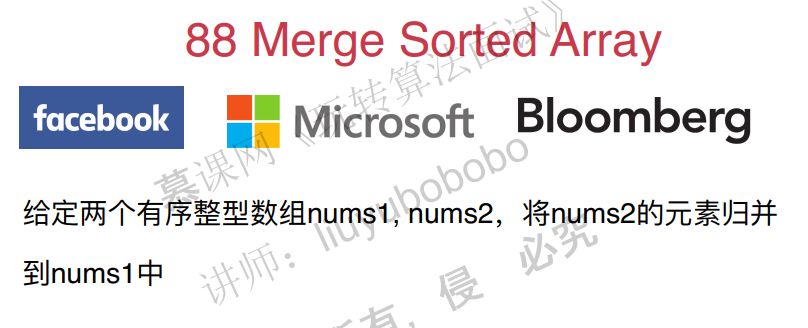 88 Merge Sorted Array
facebook
Microsoft
Bloomberg
慕课网《玩转算法面试》
给定两个有序整型数组nums1, nums2，将nums2的元素归并
到nums1中
讲师：liuyubobobo
所有，侵 必究